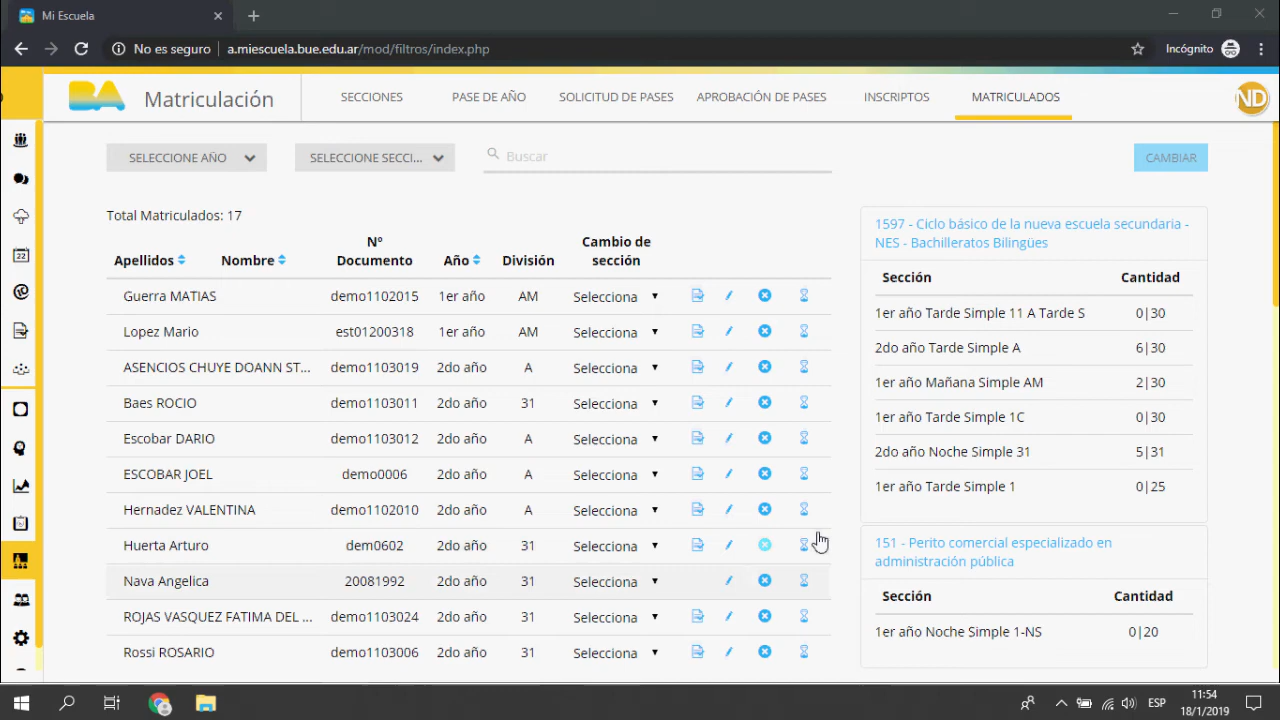 Mi Escuela
No es seguro
a.miescuela.bue.edu.ar/mod/filtros/index.php
Incógnito
BA
Matriculación
SECCIONES
PASE DE AÑO
SOLICITUD DE PASES
APROBACIÓN DE PASES
INSCRIPTOS
MATRICULADOS
ND
SELECCIONE AÑO
SELECCIONE SECCI...
Buscar
CAMBIAR
Total Matriculados: 17
Apellidos Nombre Nº Documento Año División Cambio de sección
Guerra MATIAS demo1102015 1er año AM Selecciona
Lopez Mario est01200318 1er año AM Selecciona
ASENCIOS CHUYE DOANN ST... demo1103019 2do año A Selecciona
Baes ROCIO demo1103011 2do año 31 Selecciona
Escobar DARIO demo1103012 2do año A Selecciona
ESCOBAR JOEL demo0006 2do año A Selecciona
Hernadez VALENTINA demo1102010 2do año A Selecciona
Huerta Arturo dem0602 2do año 31 Selecciona
Nava Angelica 20081992 2do año 31 Selecciona
ROJAS VASQUEZ FATIMA DEL ... demo1103024 2do año 31 Selecciona
Rossi ROSARIO demo1103006 2do año 31 Selecciona
1597 - Ciclo básico de la nueva escuela secundaria -
NES - Bachilleratos Bilingües
Sección Cantidad
1er año Tarde Simple 11 A Tarde S 0|30
2do año Tarde Simple A 6|30
1er año Mañana Simple AM 2|30
1er año Tarde Simple 1C 0|30
2do año Noche Simple 31 5|31
1er año Tarde Simple 1 0|25
151 - Perito comercial especializado en
administración pública
Sección Cantidad
1er año Noche Simple 1-NS 0|20
22
ESP
11:54
18/1/2019